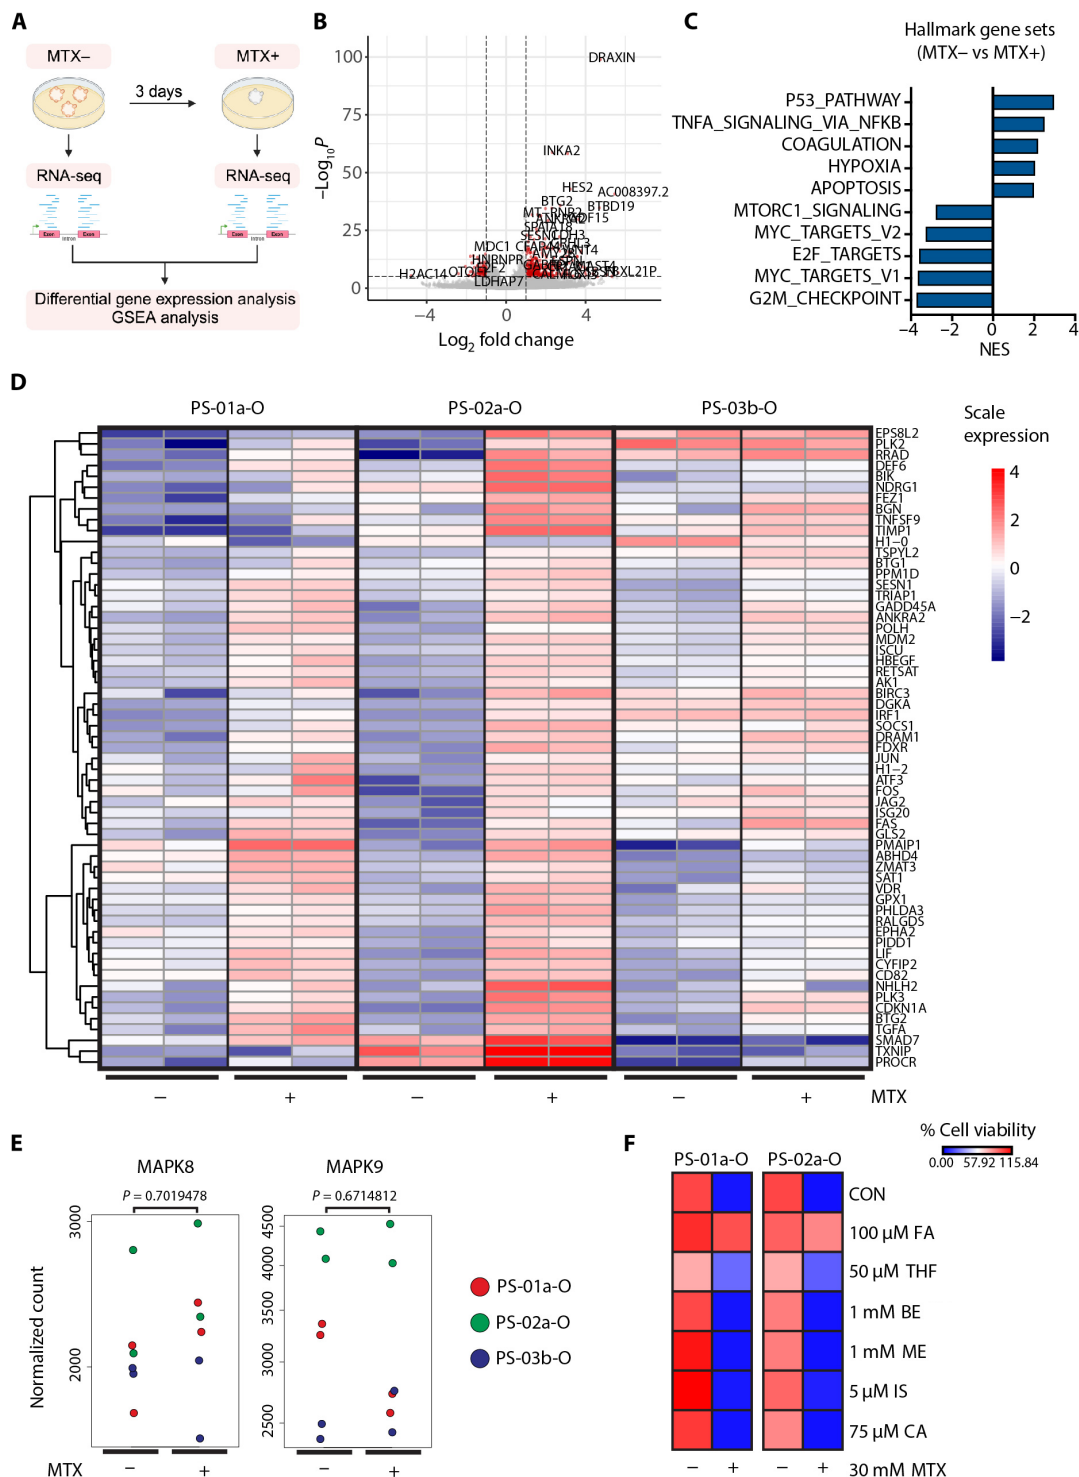 A
MTX–
MTX+
3 days
RNA-seq
RNA-seq
Exon
Exon
Intron
Exon
Exon
Intron
Differential gene expression analysis
GSEA analysis
B
–Log10P
100
75
50
25
0
DRAXIN
INKA2
HES2
AC008397.2
BTG2
BTBD19
SPATA18
MDC1
H2AC14
LDHAP7
–4
0
4
Log2 fold change
C
Hallmark gene sets
(MTX– vs MTX+)
P53_PATHWAY
TNFA_SIGNALING_VIA_NFKB
COAGULATION
HYPOXIA
APOPTOSIS
MTORC1_SIGNALING
MYC_TARGETS_V2
E2F_TARGETS
MYC_TARGETS_V1
G2M_CHECKPOINT
–4
–2
0
2
4
NES
D
PS-01a-O
PS-02a-O
PS-03b-O
Scale
expression
4
2
0
–2
EPS8L2
PLK2
RRAD
DEF6
BIK
NDRG1
FEZ1
BGN
TNFSF9
TIMP1
H1–0
TSPYL2
BTG1
PPM1D
SESN1
TRIAP1
GADD45A
ANKRA2
POLH
MDM2
ISCU
HBEGF
RETSAT
AK1
BIRC3
DGKA
IRF1
SOCS1
DRAM1
FDXR
JUN
H1–2
ATF3
FOS
JAG2
ISG20
FAS
GLS2
PMAIP1
ABHD4
ZMAT3
SAT1
VDR
GPX1
PHLDA3
RALGDS
EPHA2
PIDD1
LIF
CYFIP2
CD82
NHLH2
PLK3
CDKN1A
BTG2
TGFA
SMAD7
TXNIP
PROCR
–
+
–
+
–
+
MTX
E
MAPK8
P = 0.7019478
Normalized count
3000
2000
MTX
–
+
MAPK9
P = 0.6714812
4500
4000
3500
3000
2500
–
+
PS-01a-O
PS-02a-O
PS-03b-O
F
% Cell viability
0.00 57.92 115.84
PS-01a-O
PS-02a-O
CON
100 µM FA
50 µM THF
1 mM BE
1 mM ME
5 µM IS
75 µM CA
–
+
–
+
30 mM MTX